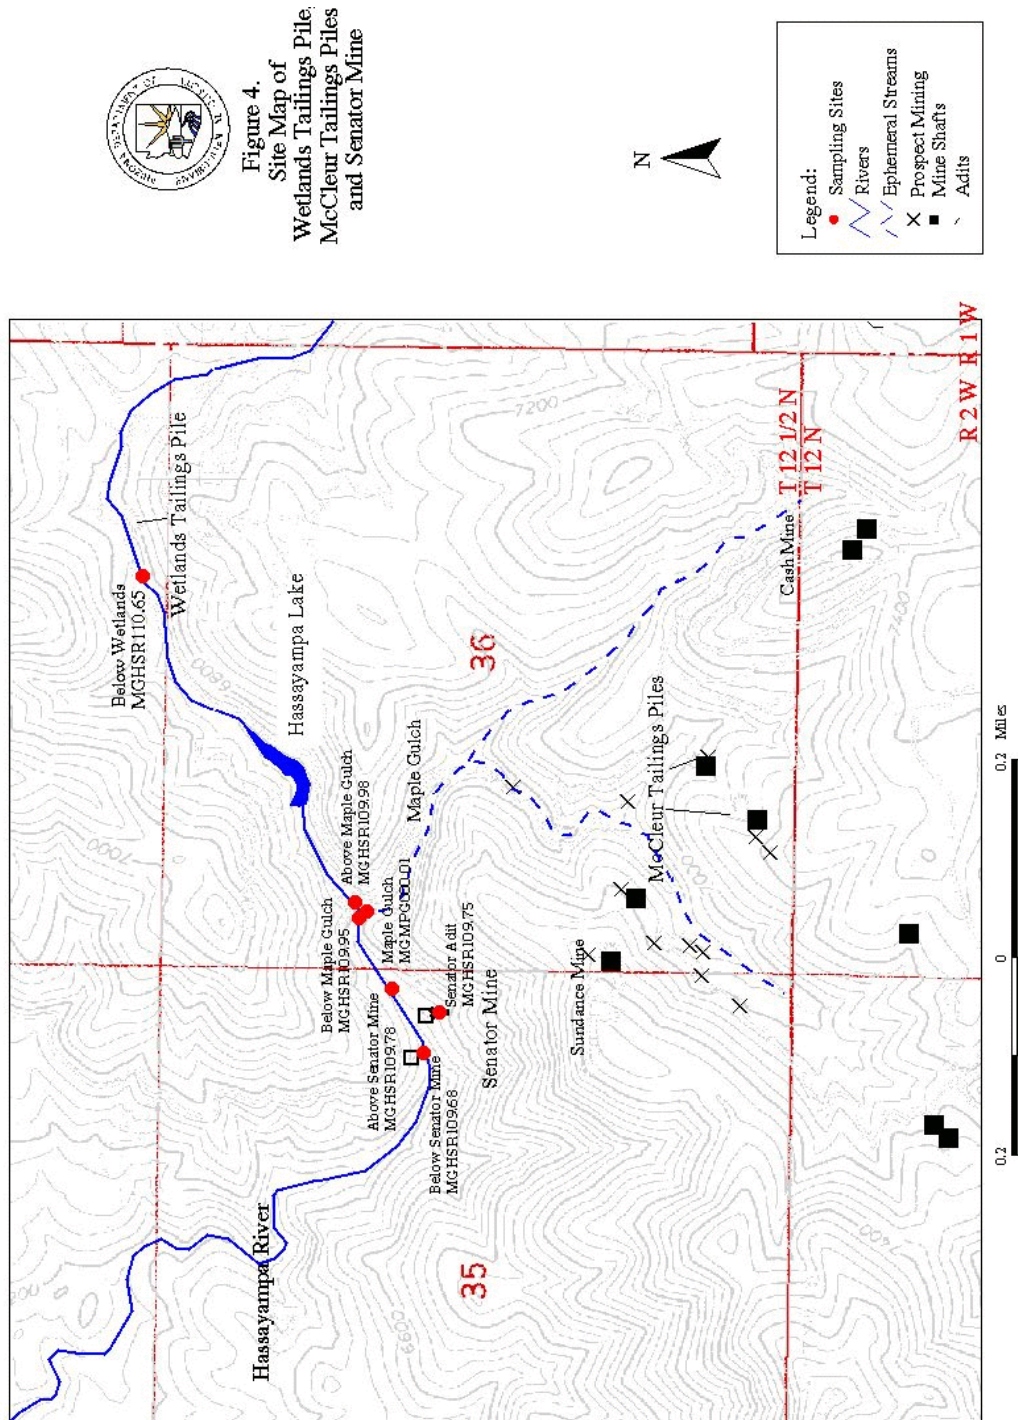 Figure 4.
Site Map of
Wetlands Tailings Pile,
McCleur Tailings Piles
and Senator Mine
N
Legend:
Sampling Sites
Rivers
Ephemeral Streams
Prospect Mining
Mine Shafts
Adits
Below Wetlands
MGHSR110.65
Wetlands Tailings Pile
Hassayampa Lake
7200
7000
36
Above Maple Gulch
MGHSR109.98
Maple Gulch
Below Maple Gulch
MGHSR109.95
Maple Gulch
MGMPG000.01
Above Senator Mine
MGHSR109.78
Senator Adit
MGHSR109.75
Below Senator Mine
MGHSR109.68
Senator Mine
Sundance Mine
McCleur Tailings Piles
Cash Mine
T 12 1/2 N
T 12 N
R 2 W R 1 W
Hassayampa River
35
6900
0.2
0
0.2
Miles